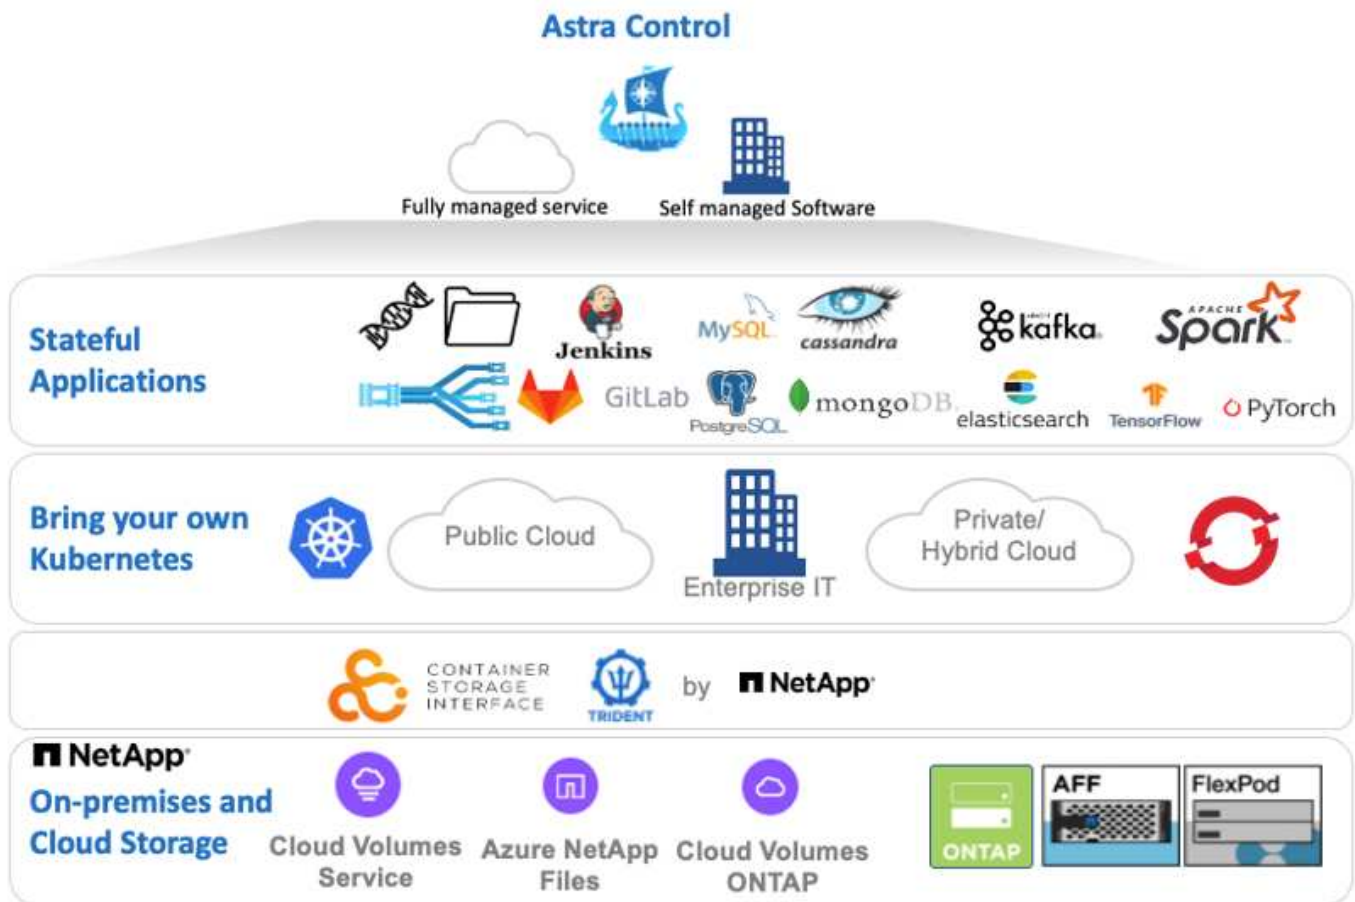 Astra Control
Fully managed service
Self managed Software
Stateful
Applications
Jenkins
MySQL
cassandra
kafka
APACHE
Spark
GitLab
PostgreSQL
mongoDB
elasticsearch
TensorFlow
PyTorch
Bring your own
Kubernetes
Public Cloud
Enterprise IT
Private/
Hybrid Cloud
CONTAINER
STORAGE
INTERFACE
TRIDENT
by
NetApp
NetApp
On-premises and
Cloud Storage
Cloud Volumes
Service
Azure NetApp
Files
Cloud Volumes
ONTAP
ONTAP
AFF
FlexPod